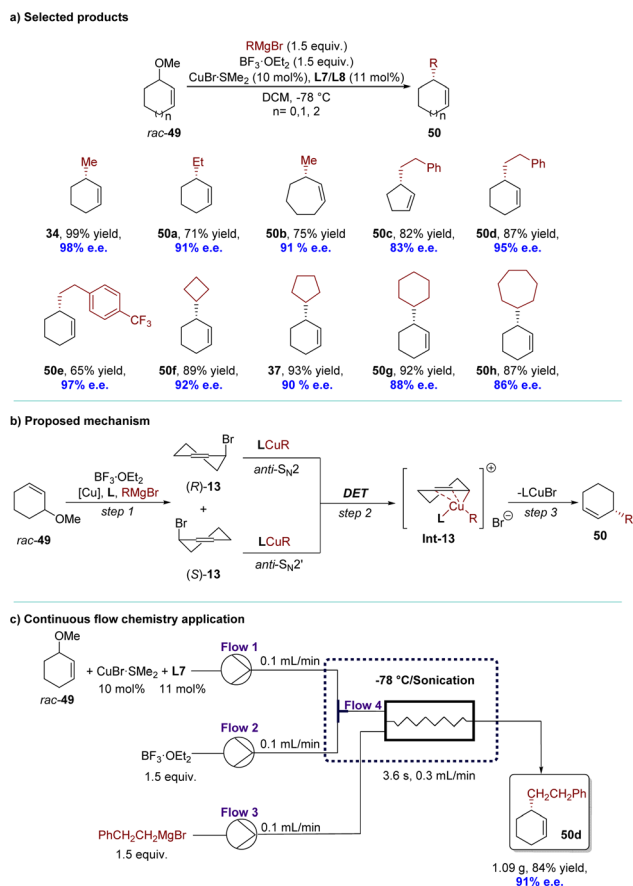 a) Selected products
RMgBr (1.5 equiv.)
BF₃·OEt₂ (1.5 equiv.)
CuBr·SMe₂ (10 mol%), L7/L8 (11 mol%)
DCM, -78 °C
n= 0,1, 2
OMe
( )n
rac-49
R
( )n
50
Me
Et
Me
Ph
Ph
34, 99% yield,
98% e.e.
50a, 71% yield,
91% e.e.
50b, 75% yield
91 % e.e.
50c, 82% yield,
83% e.e.
50d, 87% yield,
95% e.e.
CF₃
50e, 65% yield,
97% e.e.
50f, 89% yield,
92% e.e.
37, 93% yield,
90 % e.e.
50g, 92% yield,
88% e.e.
50h, 87% yield,
86% e.e.
b) Proposed mechanism
OMe
rac-49
BF₃·OEt₂
[Cu], L, RMgBr
step 1
Br
(R)-13
+
Br
(S)-13
LCuR
anti-SN2
LCuR
anti-SN2'
DET
step 2
Cu
L
R
⊕
Br⊖
Int-13
-LCuBr
step 3
R
50
c) Continuous flow chemistry application
OMe
rac-49
+ CuBr·SMe₂ + L7
10 mol% 11 mol%
Flow 1
0.1 mL/min
BF₃·OEt₂
1.5 equiv.
Flow 2
0.1 mL/min
PhCH₂CH₂MgBr
1.5 equiv.
Flow 3
0.1 mL/min
-78 °C/Sonication
Flow 4
3.6 s, 0.3 mL/min
CH₂CH₂Ph
50d
1.09 g, 84% yield,
91% e.e.